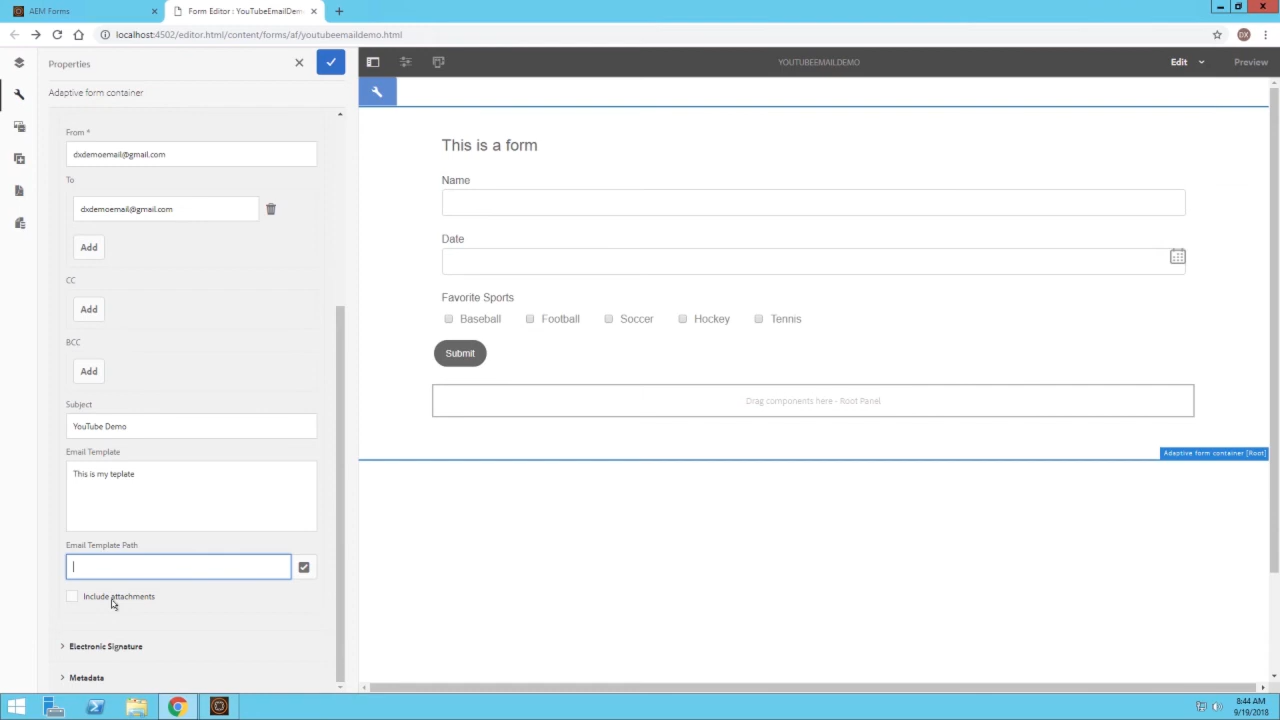 AEM Forms
Form Editor : YouTubeEmailDem
localhost:4502/editor.html/content/forms/af/youtubeemaildemo.html
DX
Properties
YOUTUBEEMAILDEMO
Edit
Preview
Adaptive form container
From *
dxdemoemail@gmail.com
To
dxdemoemail@gmail.com
Add
CC
Add
BCC
Add
Subject
YouTube Demo
Email Template
This is my teplate
Email Template Path
Include attachments
Electronic Signature
Metadata
This is a form
Name
Date
Favorite Sports
Baseball Football Soccer Hockey Tennis
Submit
Drag components here - Root Panel
Adaptive form container [Root]
8:44 AM
9/19/2018